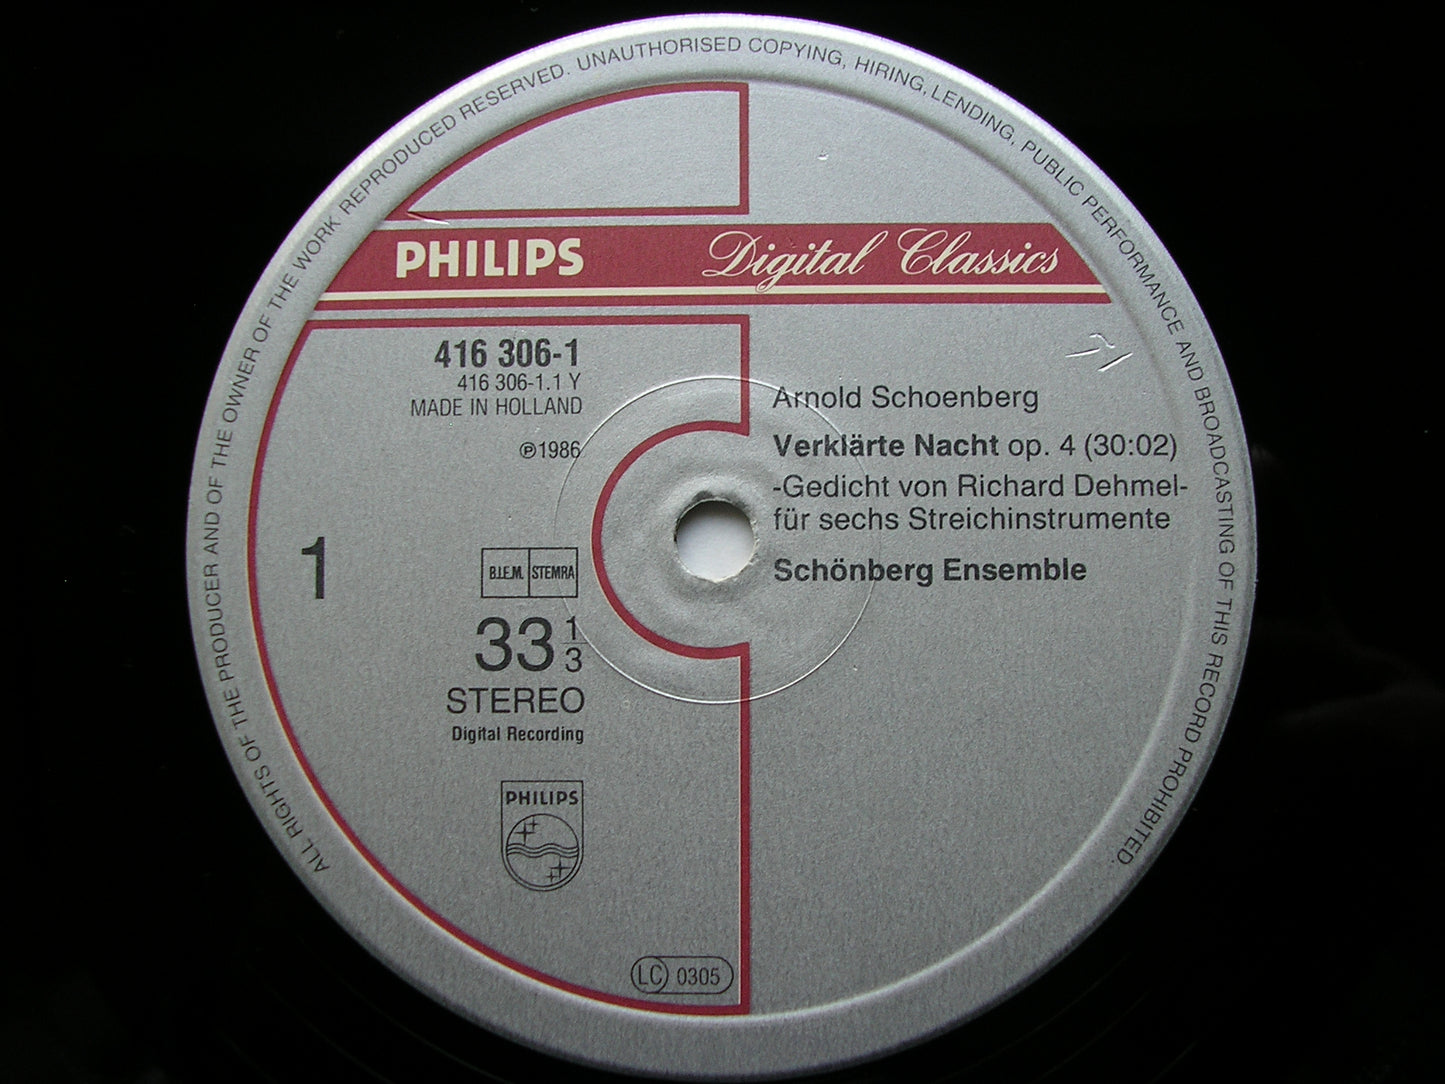 ALL RIGHTS OF THE PRODUCER AND OF THE OWNER OF THE WORK REPRODUCED RESERVED. UNAUTHORISED COPYING, HIRING, LENDING, PUBLIC PERFORMANCE AND BROADCASTING OF THIS RECORD PROHIBITED.
PHILIPS Digital Classics
416 306-1
416 306-1.1 Y
MADE IN HOLLAND
℗1986
1
B.I.E.M. STEMRA
33 1/3
STEREO
Digital Recording
PHILIPS
LC 0305
Arnold Schoenberg
Verklärte Nacht op. 4 (30:02)
-Gedicht von Richard Dehmel-
für sechs Streichinstrumente
Schönberg Ensemble